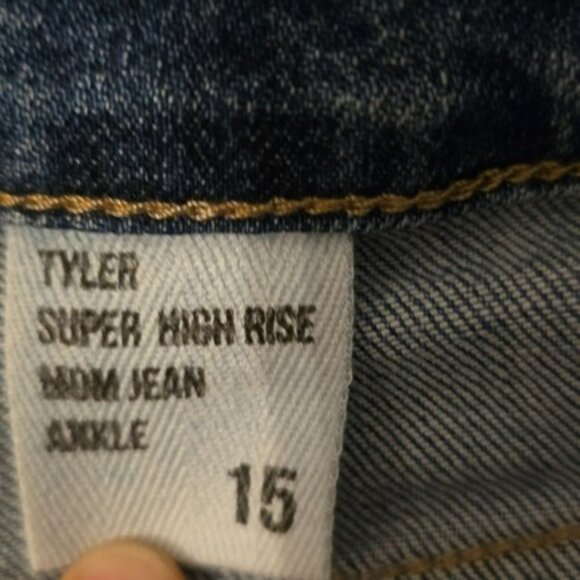 TYLER
SUPER HIGH RISE
MOM JEAN
ANKLE
15